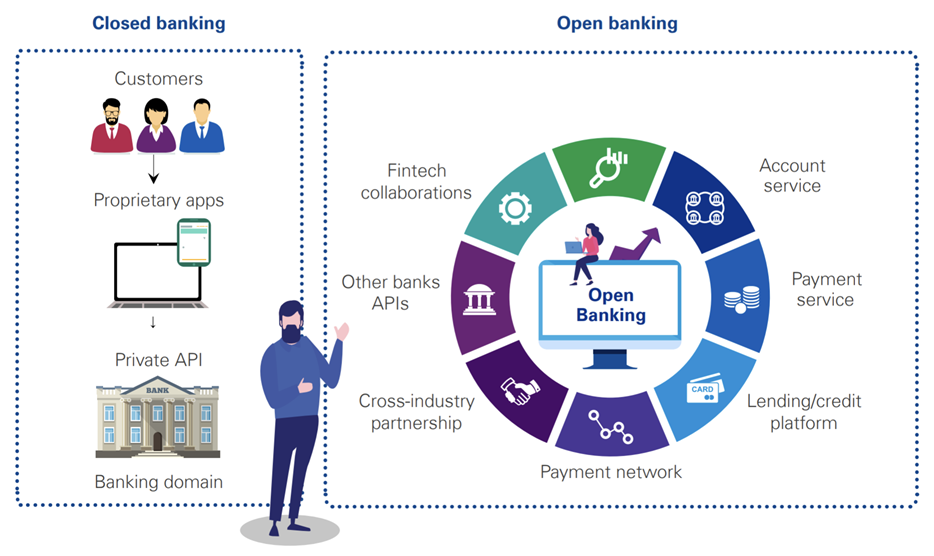 Closed banking
Customers
Proprietary apps
Private API
BANK
Banking domain
Open banking
Fintech
collaborations
Account
service
Other banks
APIs
Open
Banking
Payment
service
Cross-industry
partnership
CARD
Lending/credit
platform
Payment network